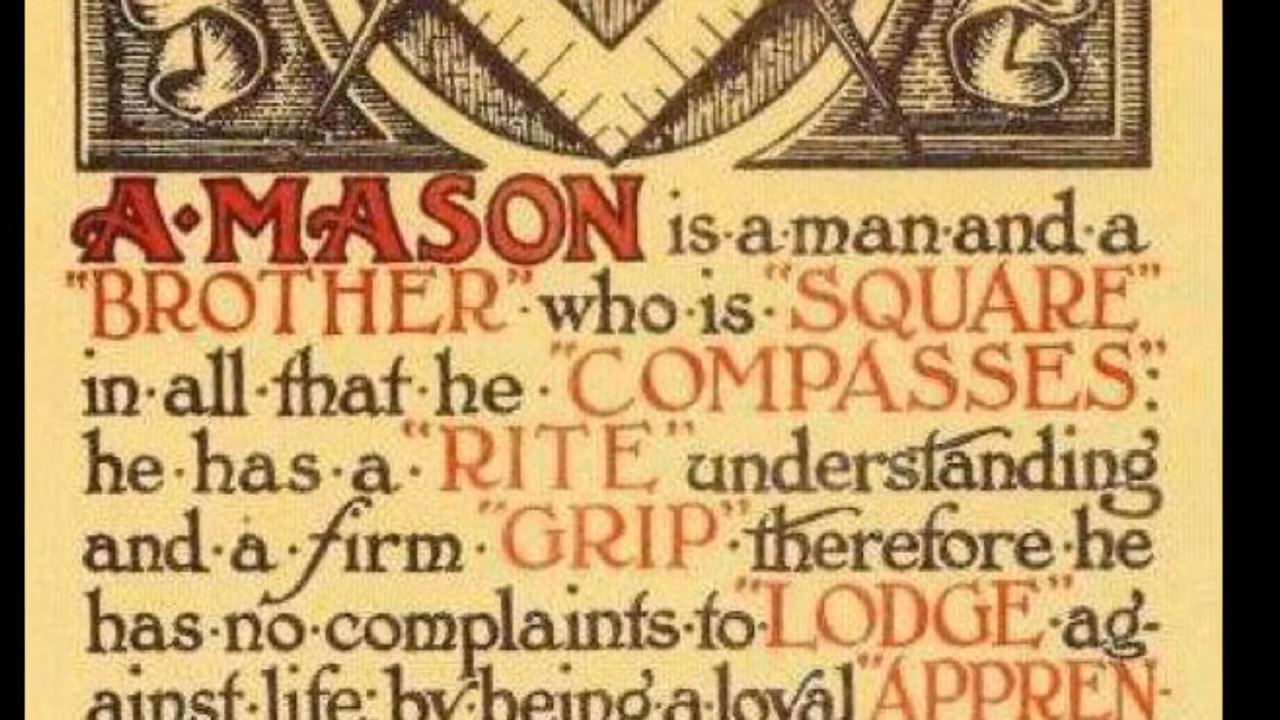 A·MASON is·a·man·and·a
"BROTHER"·who·is·"SQUARE"
in·all·that·he·"COMPASSES":
he·has·a·"RITE" understanding
and·a·firm·"GRIP"·therefore·he
has·no·complaints·to·"LODGE"·ag-
ainst·life; by·being·a·loyal "APPREN-